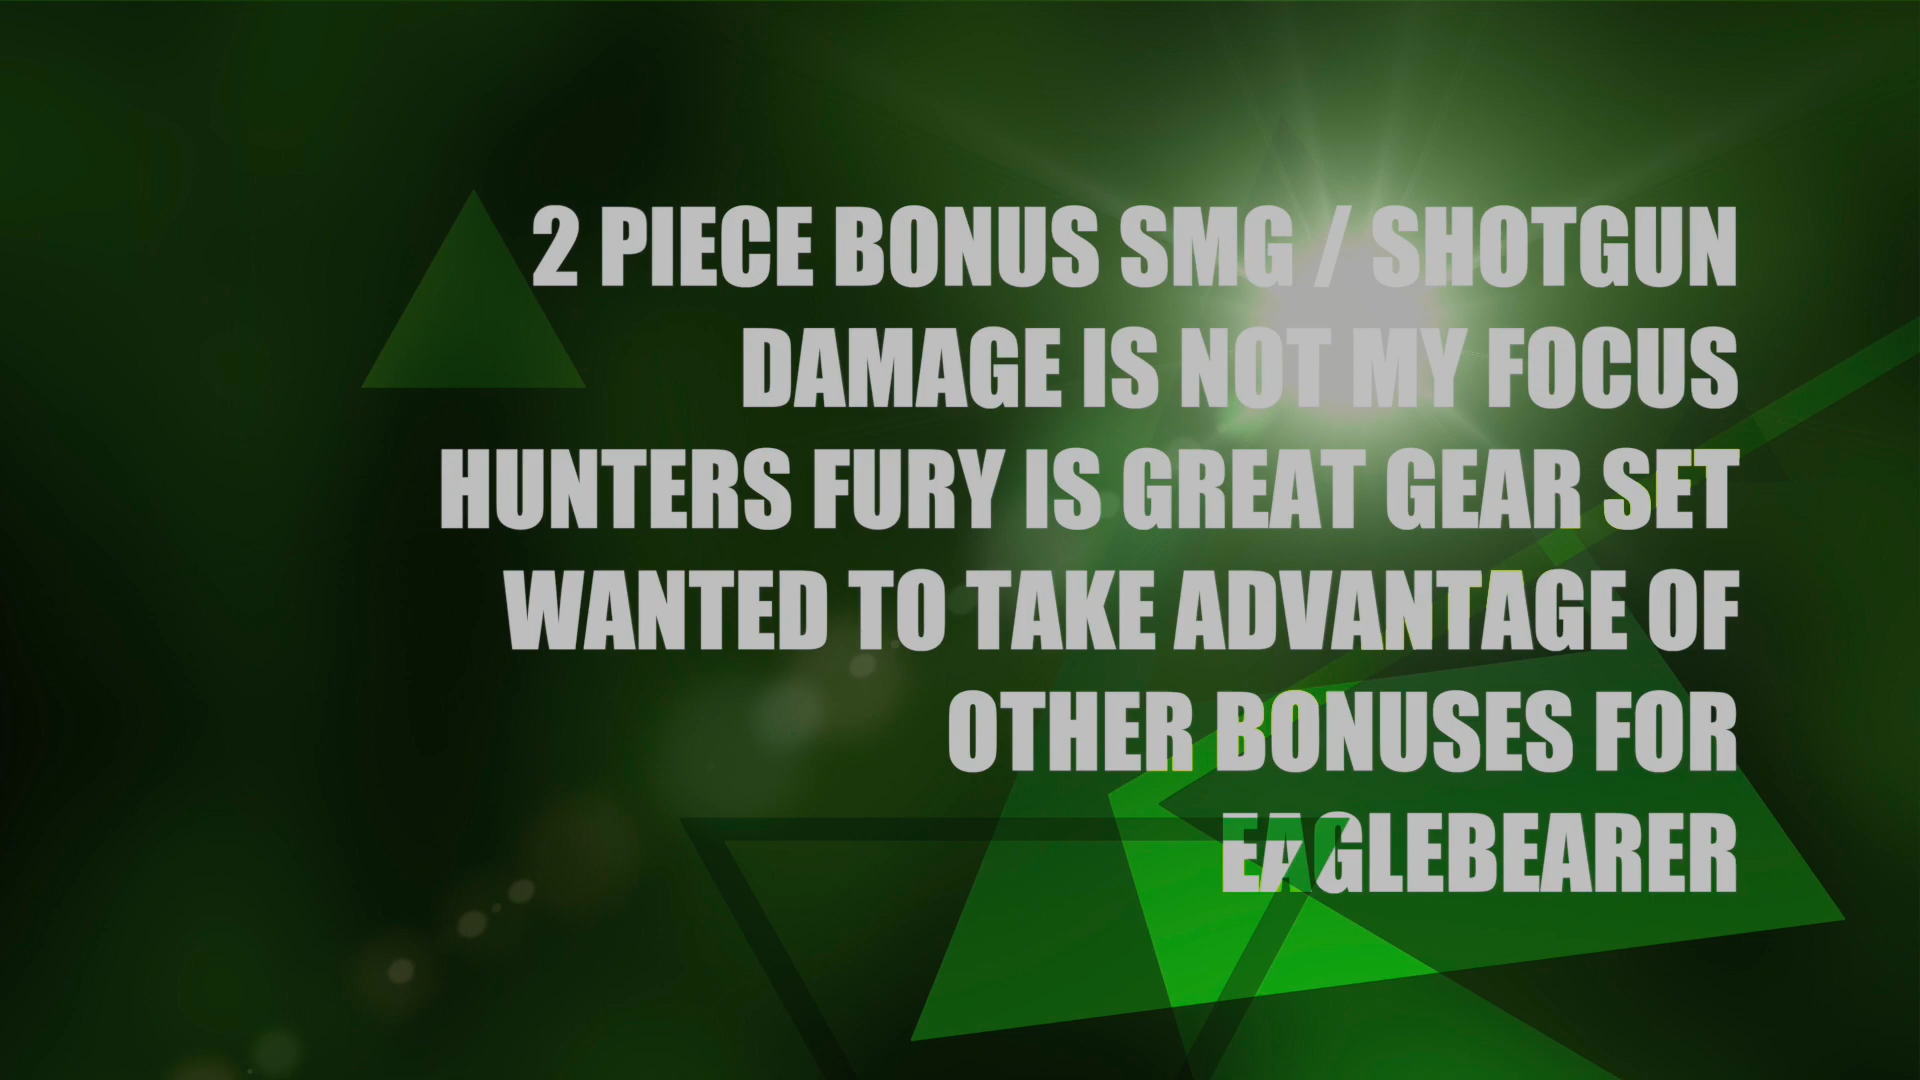 2 PIECE BONUS SMG / SHOTGUN
DAMAGE IS NOT MY FOCUS
HUNTERS FURY IS GREAT GEAR SET
WANTED TO TAKE ADVANTAGE OF
OTHER BONUSES FOR
EAGLEBEARER